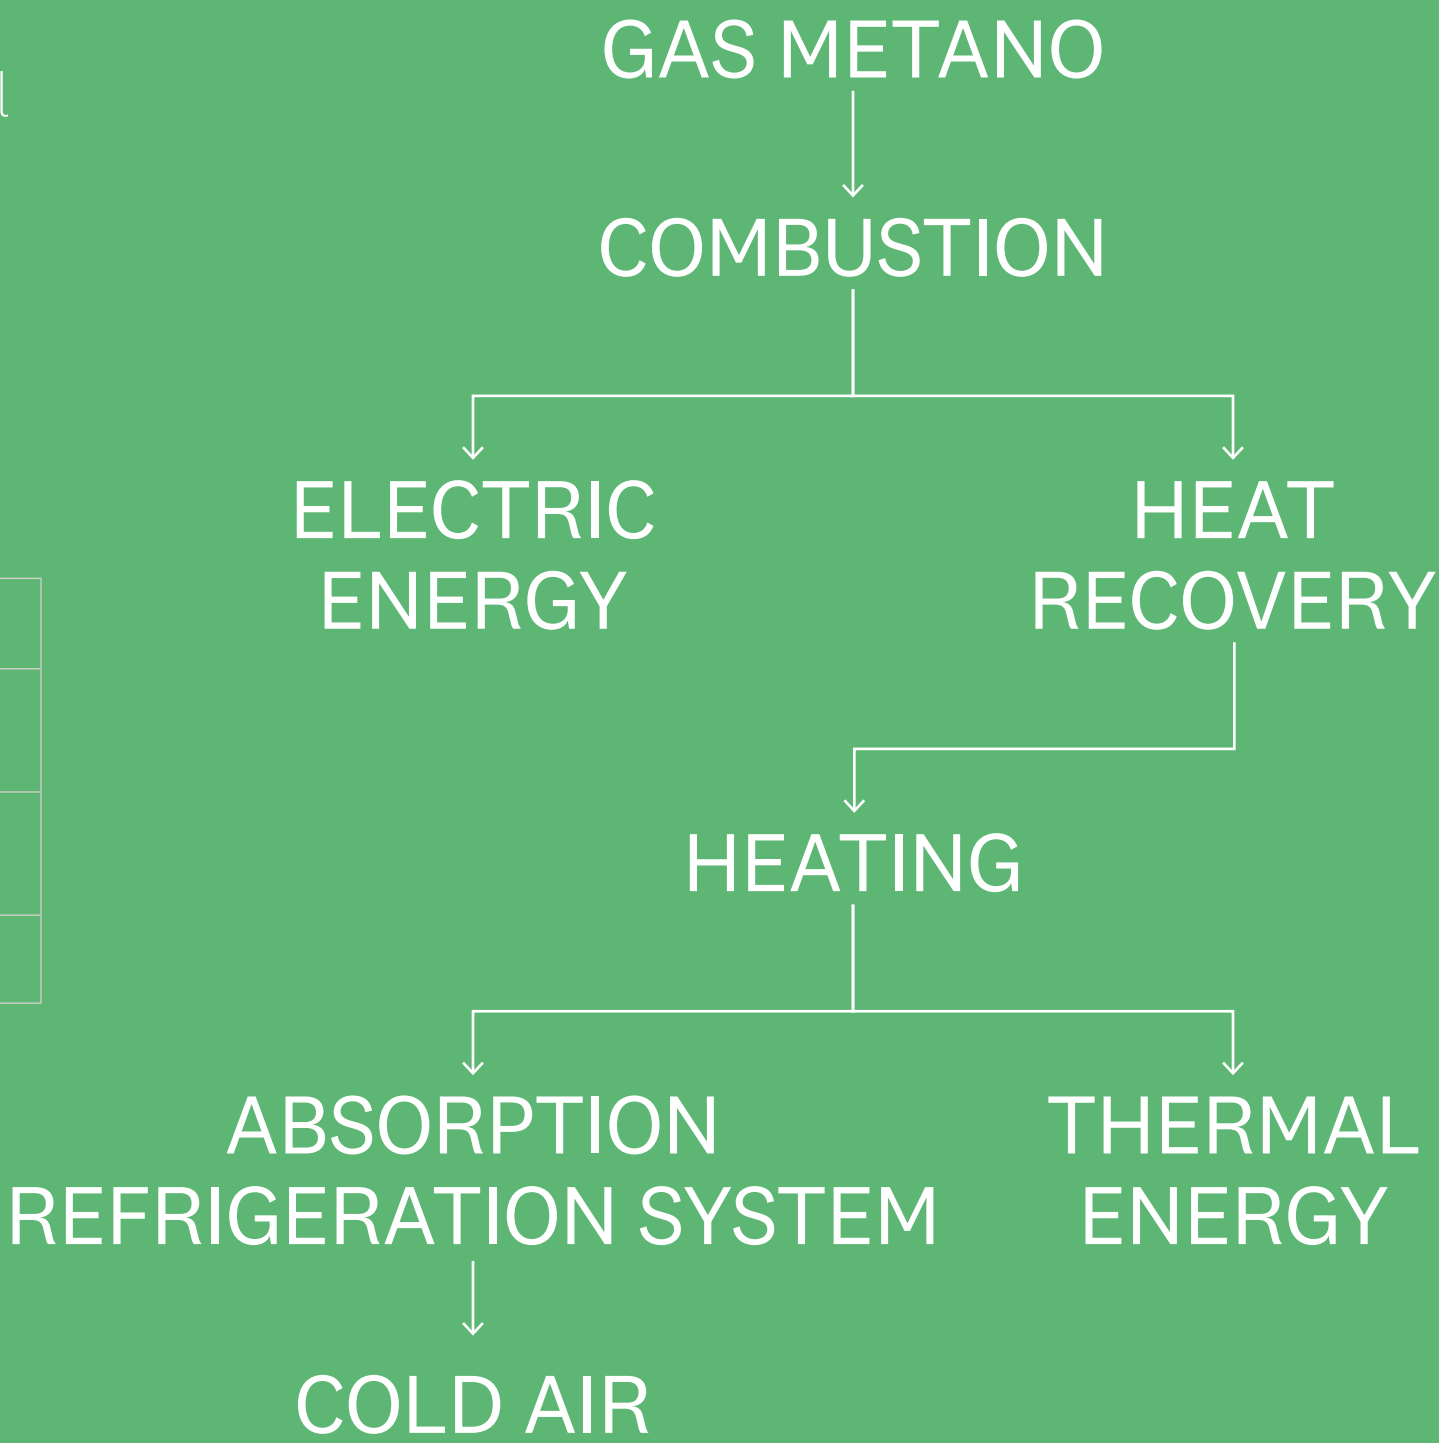 GAS METANO
COMBUSTION
ELECTRIC
ENERGY
HEAT
RECOVERY
HEATING
ABSORPTION
REFRIGERATION SYSTEM
THERMAL
ENERGY
COLD AIR